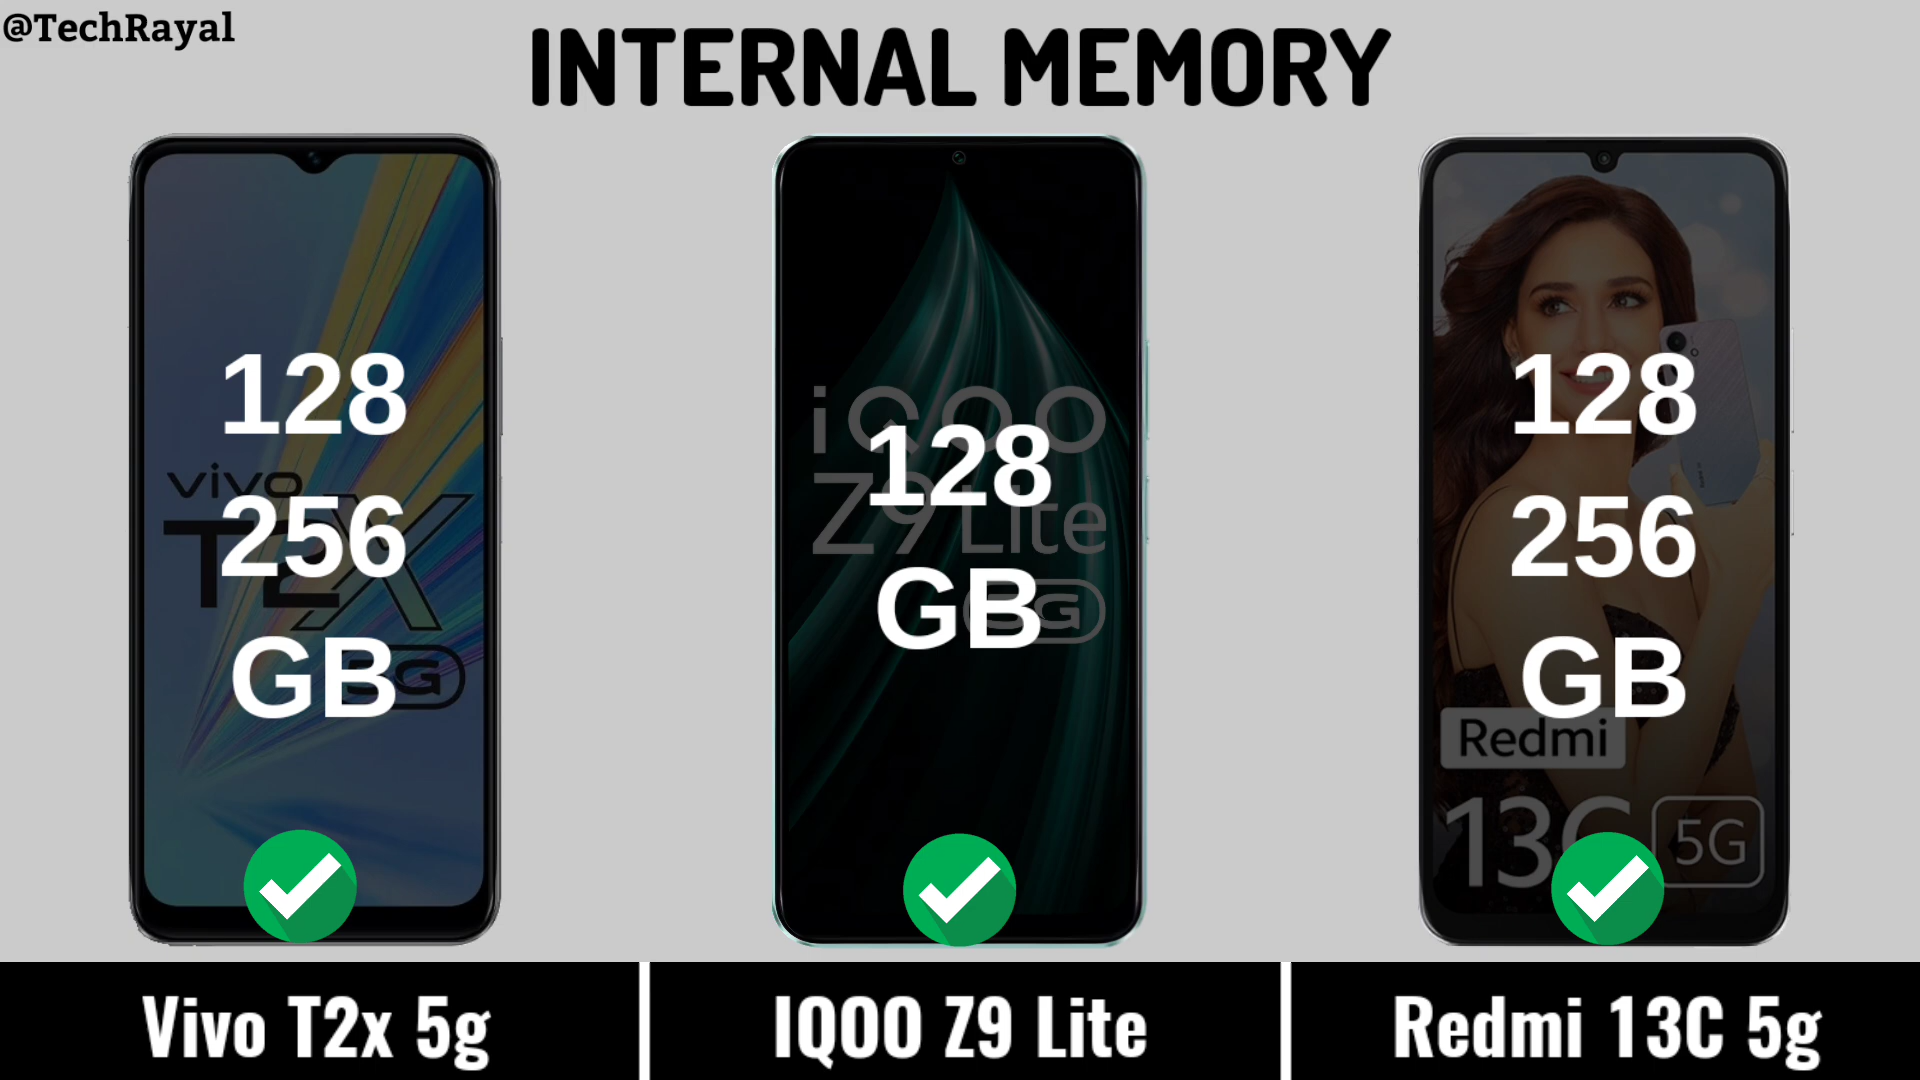 @TechRayal
INTERNAL MEMORY
128
256
GB
vivo
T2X
5G
128
GB
iQOO
Z9 Lite
5G
128
256
GB
Redmi
13C 5G
Vivo T2x 5g
IQOO Z9 Lite
Redmi 13C 5g